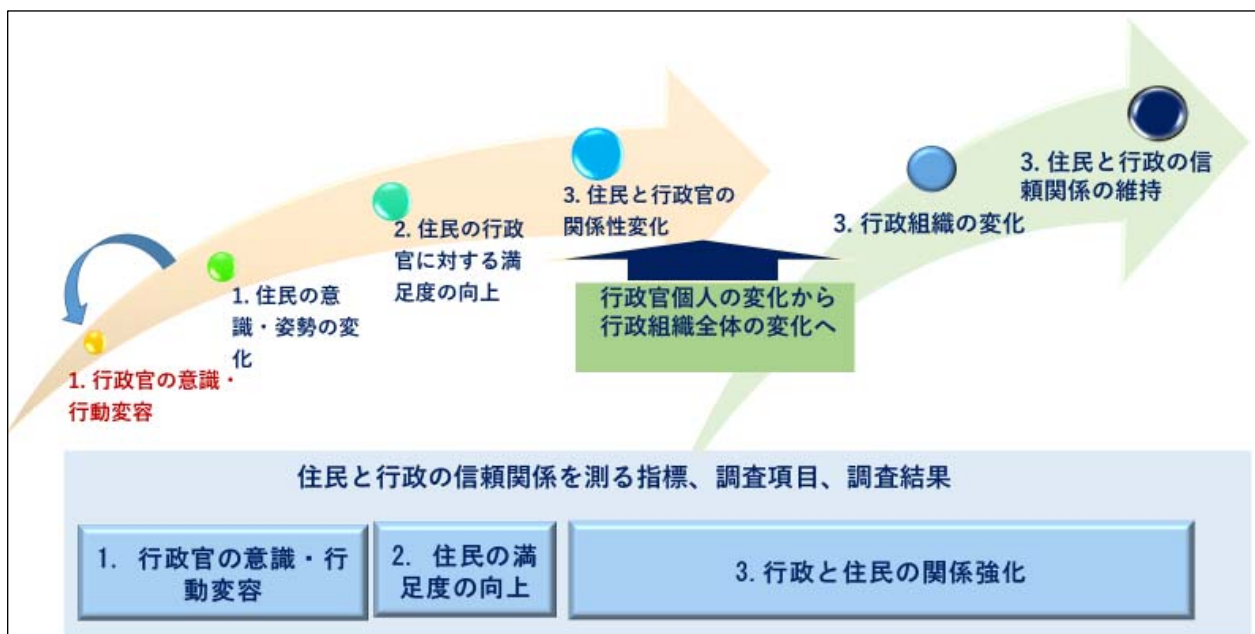 1. 行政官の意識・
行動変容
1. 住民の意
識・姿勢の変
化
2. 住民の行政
官に対する満
足度の向上
3. 住民と行政官の
関係性変化
行政官個人の変化から
行政組織全体の変化へ
3. 行政組織の変化
3. 住民と行政の信
頼関係の維持
住民と行政の信頼関係を測る指標、調査項目、調査結果
1. 行政官の意識・行
動変容
2. 住民の満
足度の向上
3. 行政と住民の関係強化